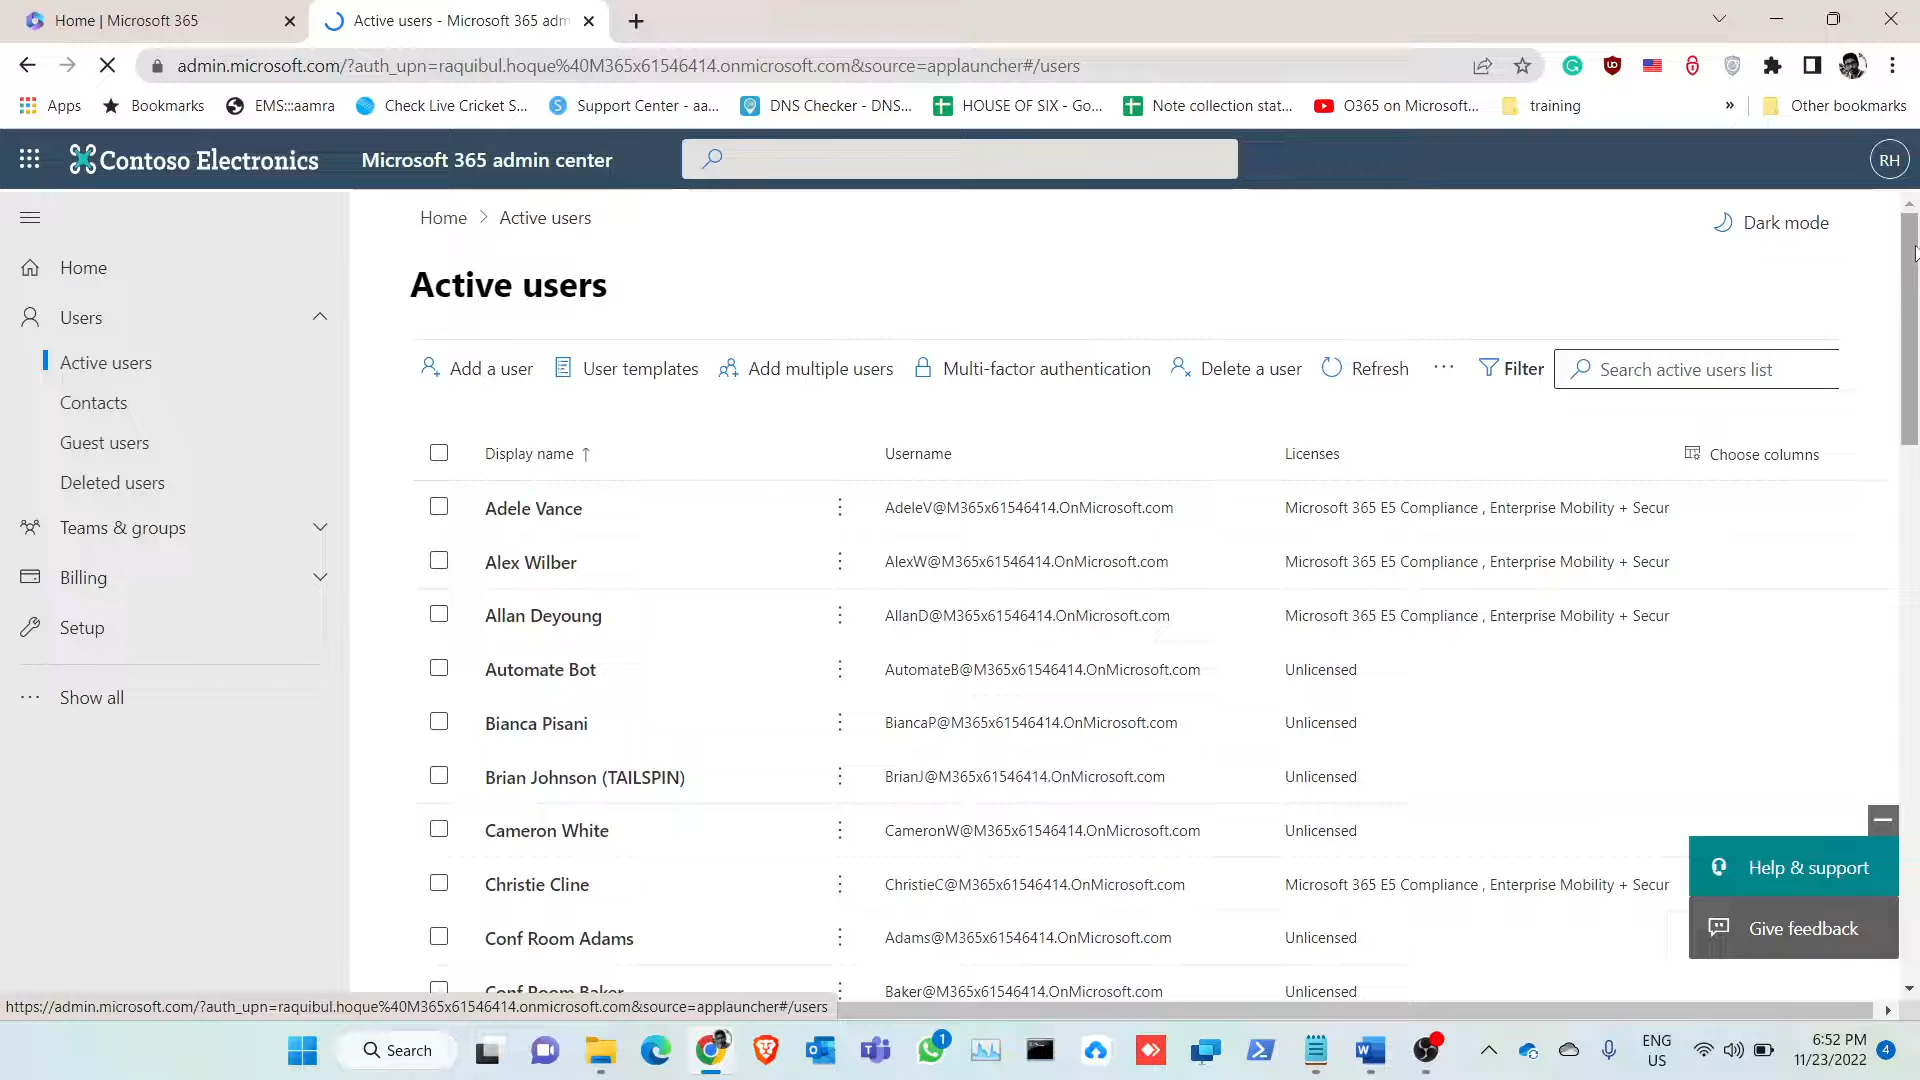 Home | Microsoft 365
Active users - Microsoft 365 adm
admin.microsoft.com/?auth_upn=raquibul.hoque%40M365x61546414.onmicrosoft.com&source=applauncher#/users
Apps
Bookmarks
EMS:::aamra
Check Live Cricket S...
Support Center - aa...
DNS Checker - DNS...
HOUSE OF SIX - Go...
Note collection stat...
O365 on Microsoft...
training
»
Other bookmarks
Contoso Electronics
Microsoft 365 admin center
RH
Home > Active users
Dark mode
Home
Users
Active users
Contacts
Guest users
Deleted users
Teams & groups
Billing
Setup
Show all
Active users
Add a user
User templates
Add multiple users
Multi-factor authentication
Delete a user
Refresh
Filter
Search active users list
Display name ↑ Username Licenses Choose columns
Adele Vance AdeleV@M365x61546414.OnMicrosoft.com Microsoft 365 E5 Compliance , Enterprise Mobility + Secur
Alex Wilber AlexW@M365x61546414.OnMicrosoft.com Microsoft 365 E5 Compliance , Enterprise Mobility + Secur
Allan Deyoung AllanD@M365x61546414.OnMicrosoft.com Microsoft 365 E5 Compliance , Enterprise Mobility + Secur
Automate Bot AutomateB@M365x61546414.OnMicrosoft.com Unlicensed
Bianca Pisani BiancaP@M365x61546414.OnMicrosoft.com Unlicensed
Brian Johnson (TAILSPIN) BrianJ@M365x61546414.OnMicrosoft.com Unlicensed
Cameron White CameronW@M365x61546414.OnMicrosoft.com Unlicensed
Christie Cline ChristieC@M365x61546414.OnMicrosoft.com Microsoft 365 E5 Compliance , Enterprise Mobility + Secur
Conf Room Adams Adams@M365x61546414.OnMicrosoft.com Unlicensed
Conf Room Baker Baker@M365x61546414.OnMicrosoft.com Unlicensed
Help & support
Give feedback
https://admin.microsoft.com/?auth_upn=raquibul.hoque%40M365x61546414.onmicrosoft.com&source=applauncher#/users
Search
1
ENG
US
6:52 PM
11/23/2022
4